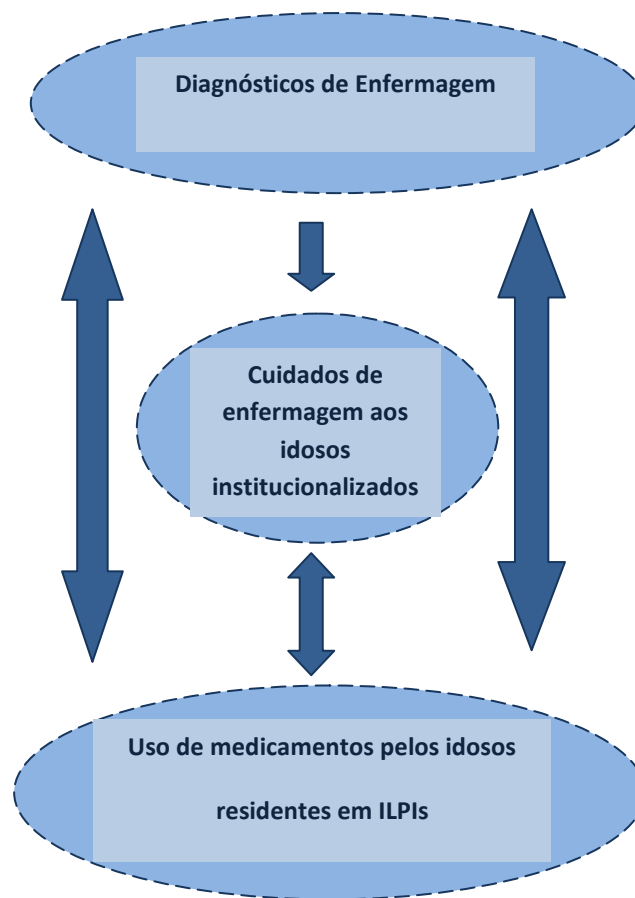 Diagnósticos de Enfermagem
Cuidados de
enfermagem aos
idosos
institucionalizados
Uso de medicamentos pelos idosos
residentes em ILPIs